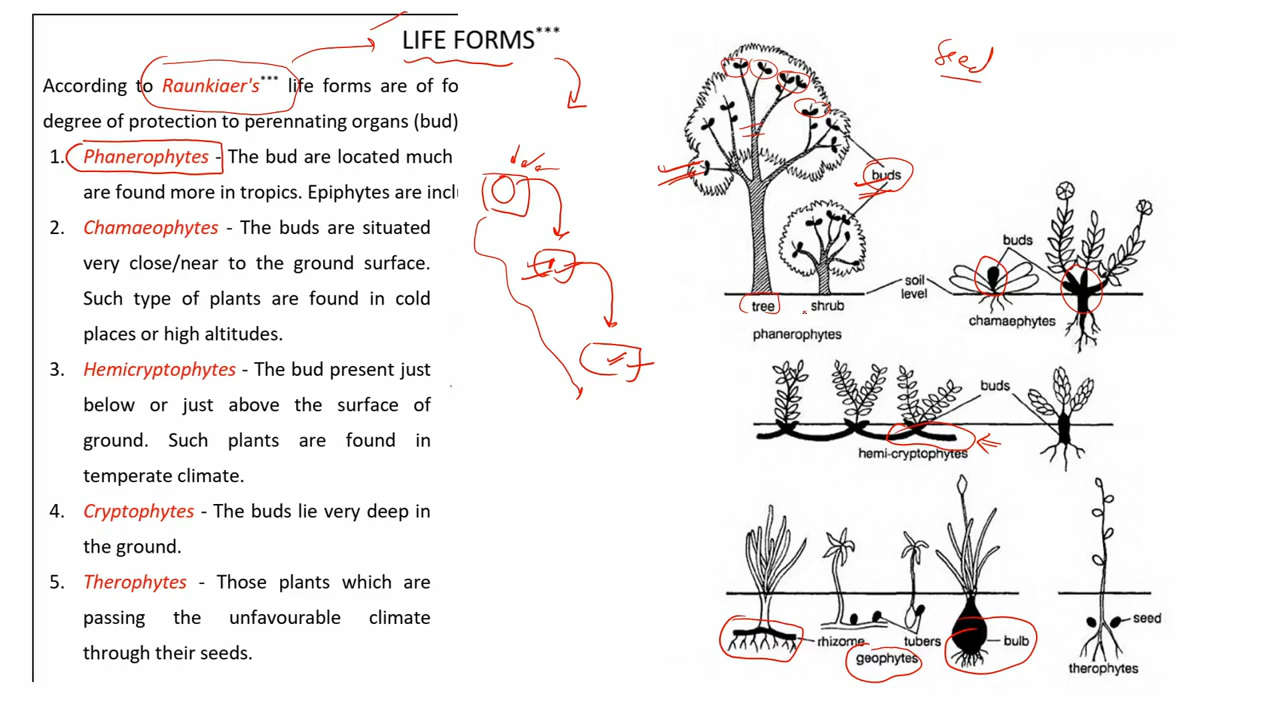 LIFE FORMS***
According to Raunkiaer's*** life forms are of fo
degree of protection to perennating organs (bud)
1. Phanerophytes - The bud are located much
are found more in tropics. Epiphytes are incl
2. Chamaeophytes - The buds are situated
very close/near to the ground surface.
Such type of plants are found in cold
places or high altitudes.
3. Hemicryptophytes - The bud present just
below or just above the surface of
ground. Such plants are found in
temperate climate.
4. Cryptophytes - The buds lie very deep in
the ground.
5. Therophytes - Those plants which are
passing the unfavourable climate
through their seeds.
Seed
buds
buds
soil
level
tree
shrub
phanerophytes
chamaephytes
buds
hemi-cryptophytes
rhizome
tubers
geophytes
bulb
seed
therophytes